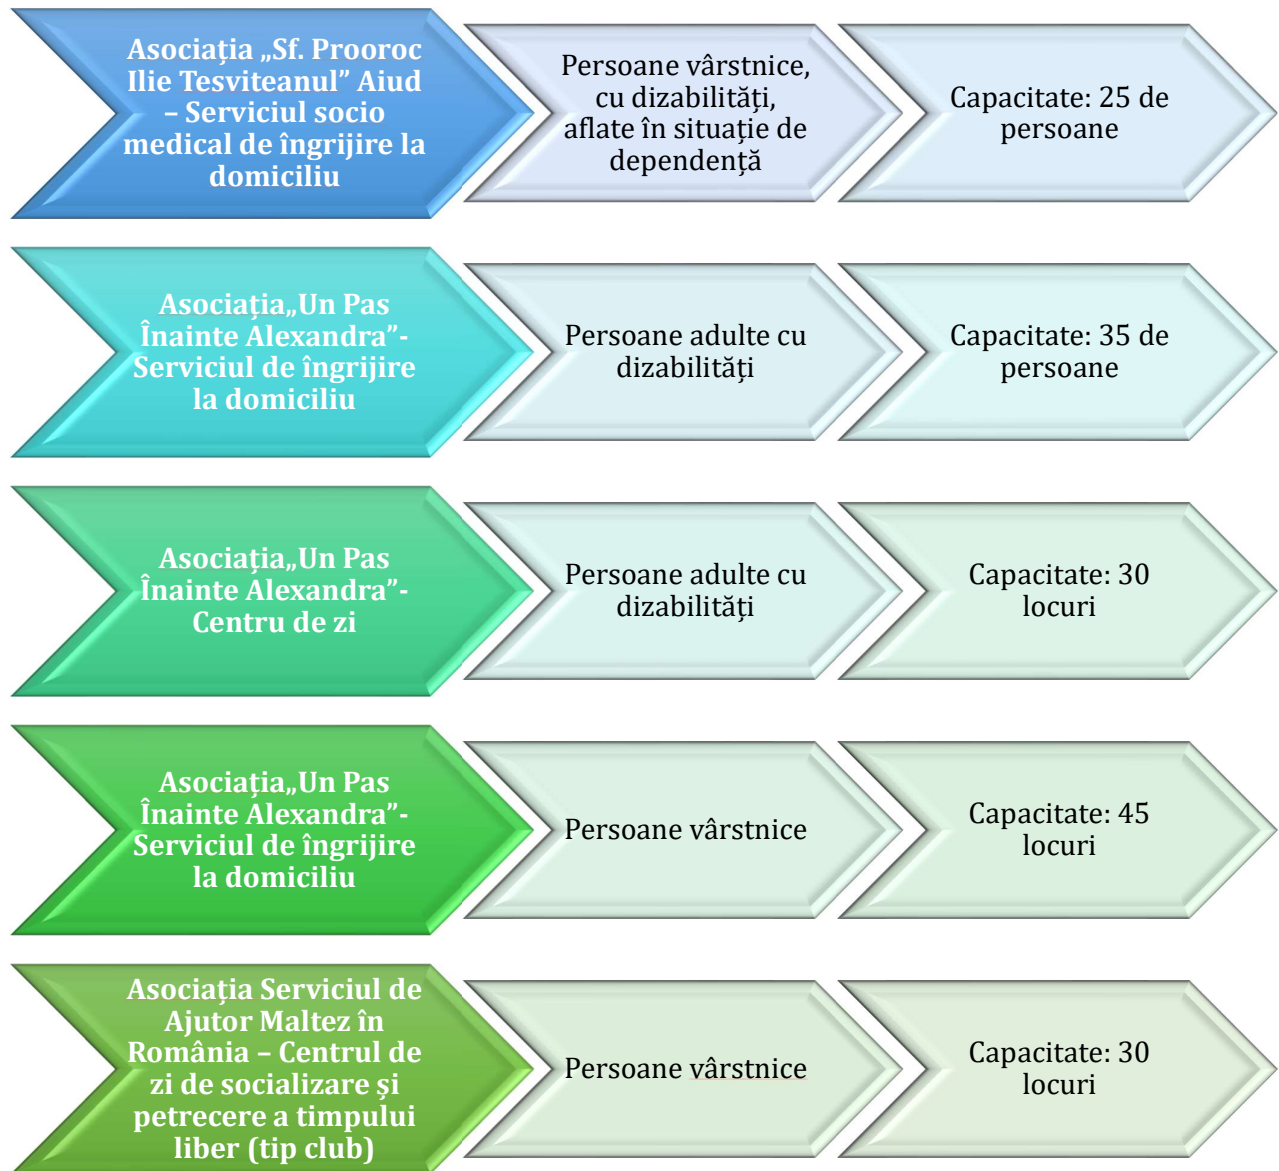 Asociația „Sf. Prooroc
Ilie Tesviteanul” Aiud
– Serviciul socio
medical de îngrijire la
domiciliu
Persoane vârstnice,
cu dizabilități,
aflate în situație de
dependență
Capacitate: 25 de
persoane
Asociația„Un Pas
Înainte Alexandra”-
Serviciul de îngrijire
la domiciliu
Persoane adulte cu
dizabilități
Capacitate: 35 de
persoane
Asociația„Un Pas
Înainte Alexandra”-
Centru de zi
Persoane adulte cu
dizabilități
Capacitate: 30
locuri
Asociația„Un Pas
Înainte Alexandra”-
Serviciul de îngrijire
la domiciliu
Persoane vârstnice
Capacitate: 45
locuri
Asociația Serviciul de
Ajutor Maltez în
România – Centrul de
zi de socializare și
petrecere a timpului
liber (tip club)
Persoane vârstnice
Capacitate: 30
locuri